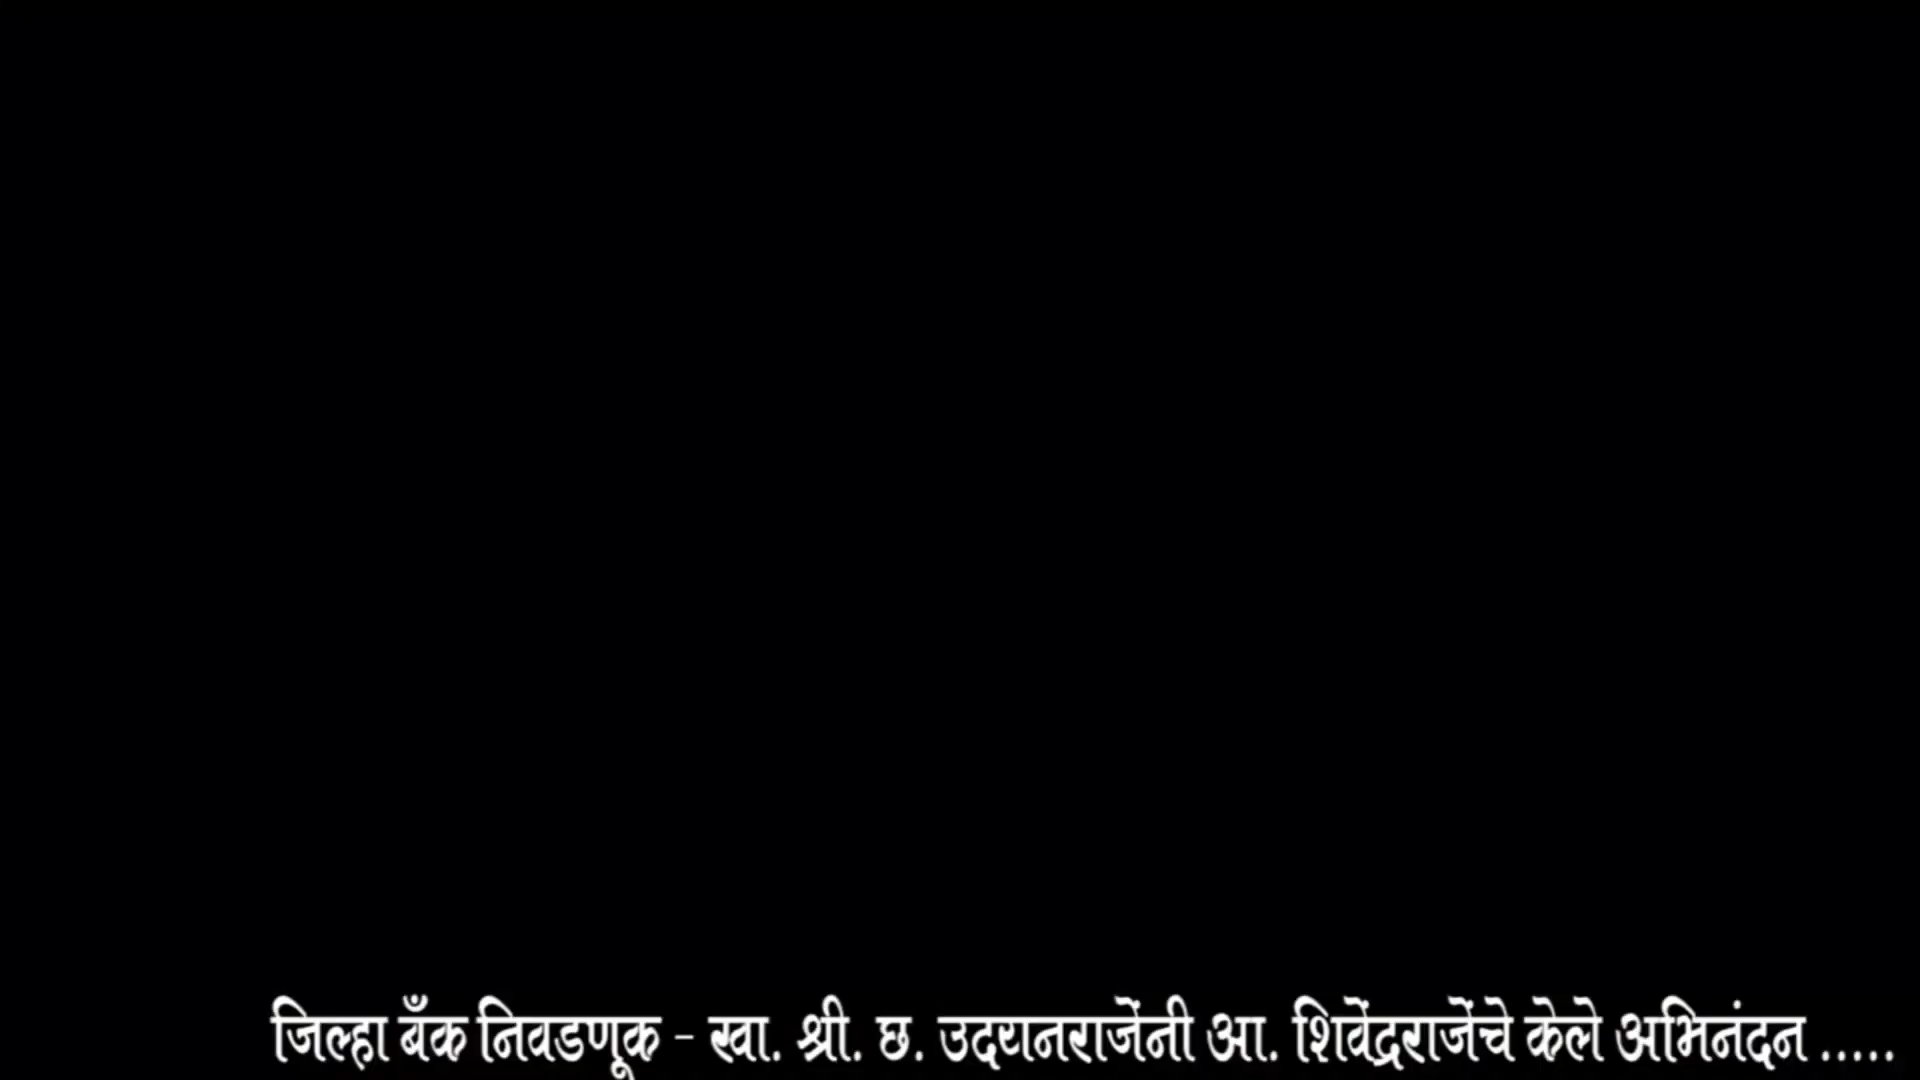 जिल्हा बँक निवडणूक - खा. श्री. छ. उदयनराजेंनी आ. शिवेंद्रराजेंचे केले अभिनंदन .....